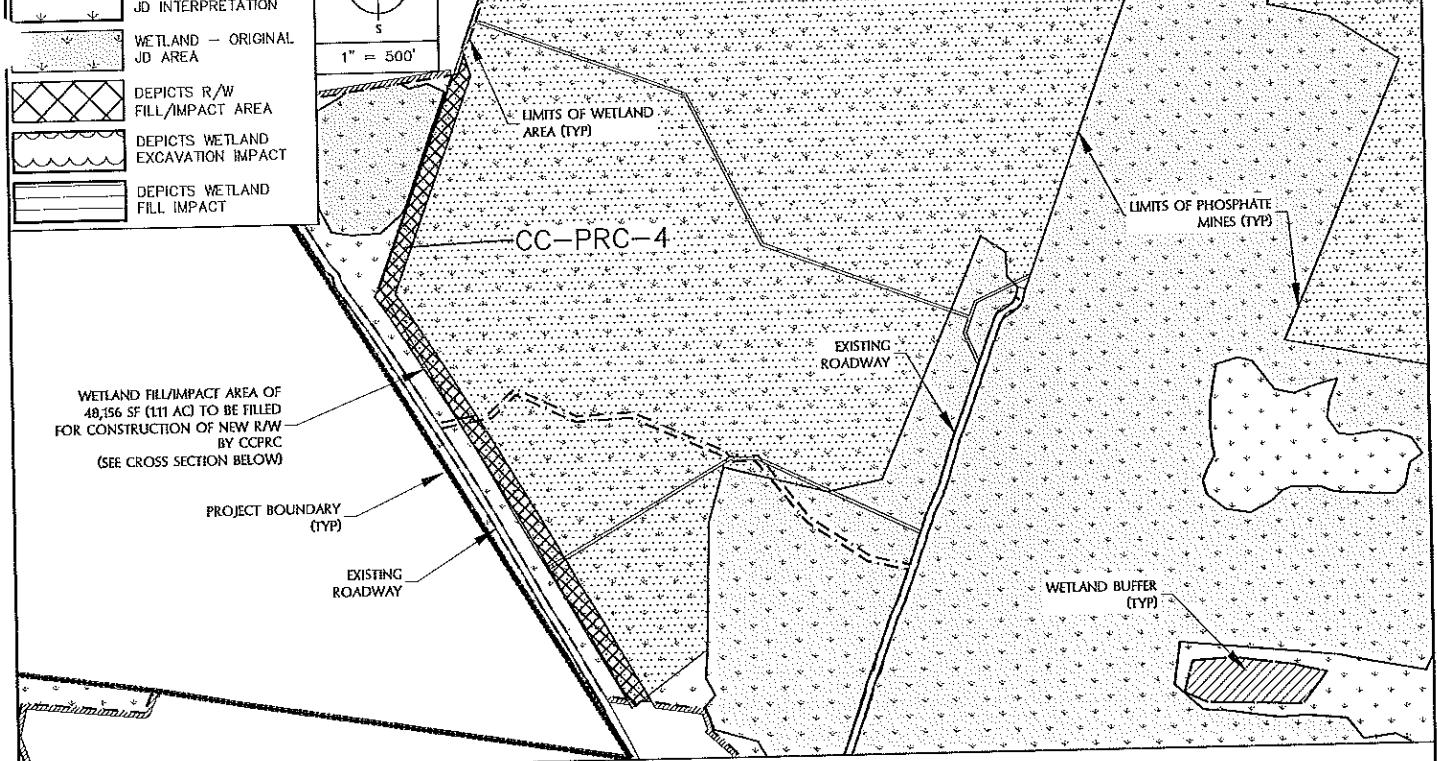 JD INTERPRETATION
WETLAND - ORIGINAL
JD AREA
DEPICTS R/W
FILL/IMPACT AREA
DEPICTS WETLAND
EXCAVATION IMPACT
DEPICTS WETLAND
FILL IMPACT
S
1" = 500'
LIMITS OF WETLAND
AREA (TYP)
CC-PRC-4
LIMITS OF PHOSPHATE
MINES (TYP)
EXISTING
ROADWAY
WETLAND FILL/IMPACT AREA OF
48,156 SF (1.11 AC) TO BE FILLED
FOR CONSTRUCTION OF NEW R/W
BY CCPRC
(SEE CROSS SECTION BELOW)
PROJECT BOUNDARY
(TYP)
EXISTING
ROADWAY
WETLAND BUFFER
(TYP)